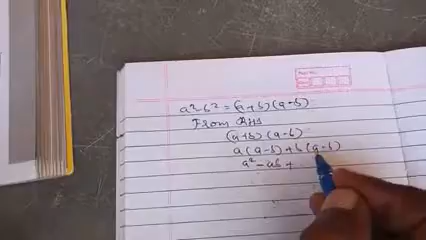 a²-b² = (a+b)(a-b)
From RHS
(a+b)(a-b)
a(a-b)+b(a-b)
a²-ab+